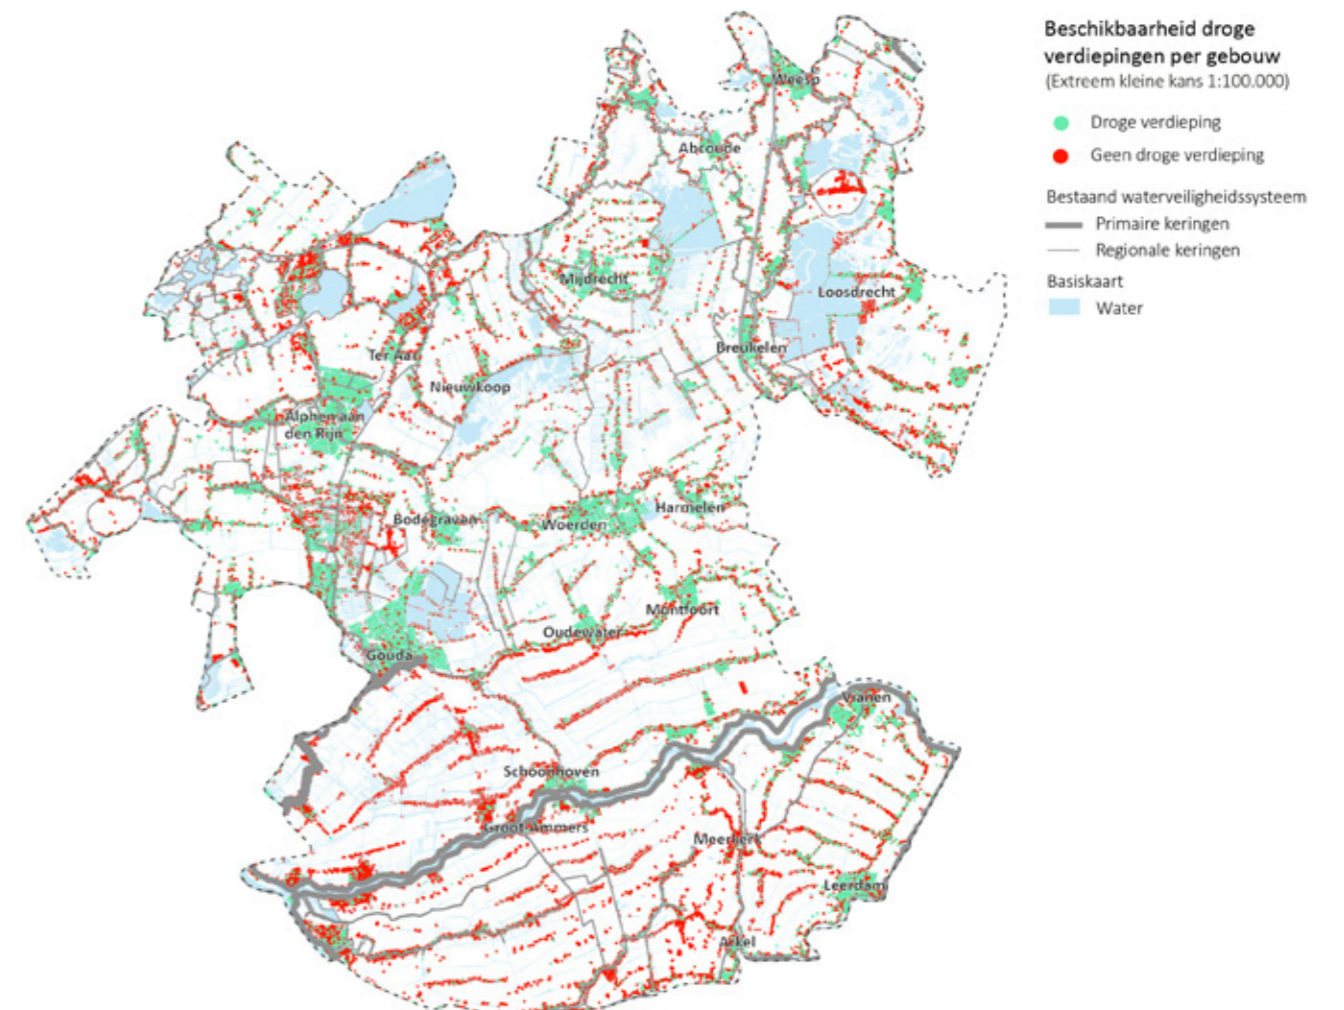 Beschikbaarheid droge
verdiepingen per gebouw
(Extreem kleine kans 1:100.000)
Droge verdieping
Geen droge verdieping
Bestaand waterveiligheidssysteem
Primaire keringen
Regionale keringen
Basiskaart
Water
Weesp
Abcoude
Mijdrecht
Loosdrecht
Breukelen
Ter Aar
Nieuwkoop
Alphen aan
den Rijn
Harmelen
Bodegraven
Woerden
Montfoort
Oudewater
Gouda
Vianen
Schoonhoven
Groot-Ammers
Meerkerk
Leerdam
Arkel